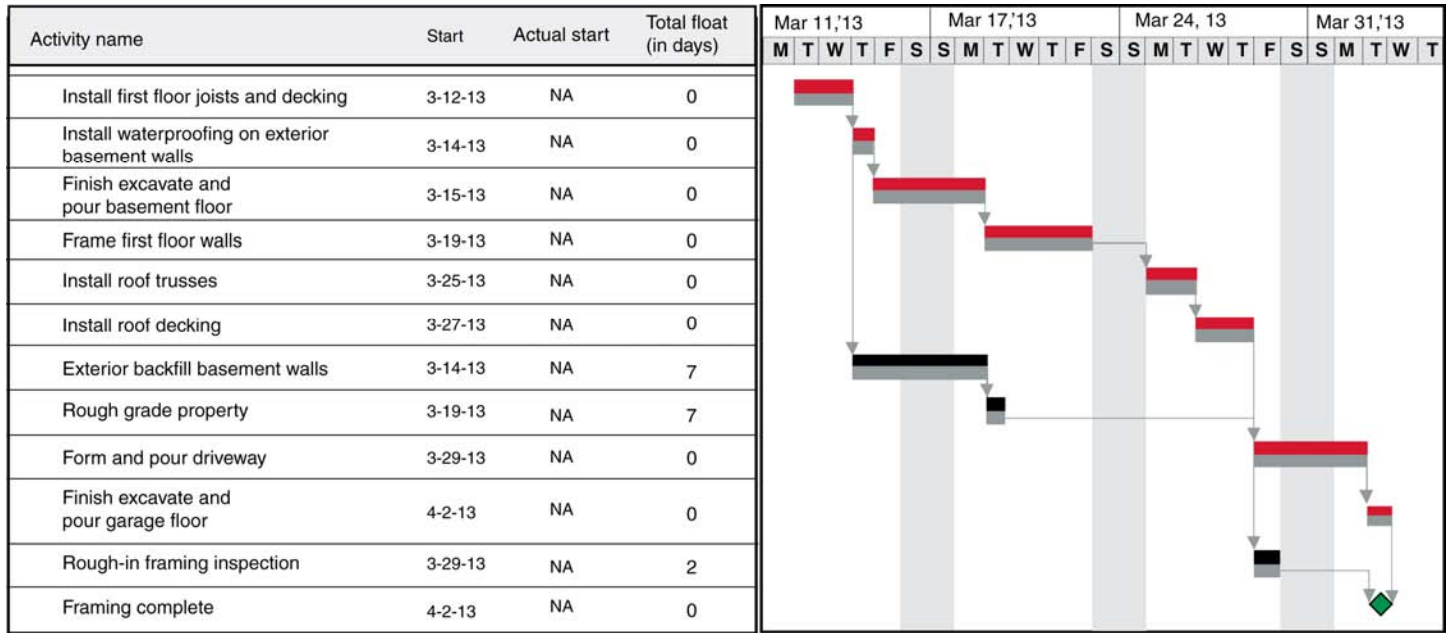 Activity name Start Actual start Total float
(in days)
Mar 11,'13 Mar 17,'13 Mar 24, 13 Mar 31,'13
M T W T F S S M T W T F S S M T W T F S S M T W T
Install first floor joists and decking 3-12-13 NA 0
Install waterproofing on exterior
basement walls 3-14-13 NA 0
Finish excavate and
pour basement floor 3-15-13 NA 0
Frame first floor walls 3-19-13 NA 0
Install roof trusses 3-25-13 NA 0
Install roof decking 3-27-13 NA 0
Exterior backfill basement walls 3-14-13 NA 7
Rough grade property 3-19-13 NA 7
Form and pour driveway 3-29-13 NA 0
Finish excavate and
pour garage floor 4-2-13 NA 0
Rough-in framing inspection 3-29-13 NA 2
Framing complete 4-2-13 NA 0